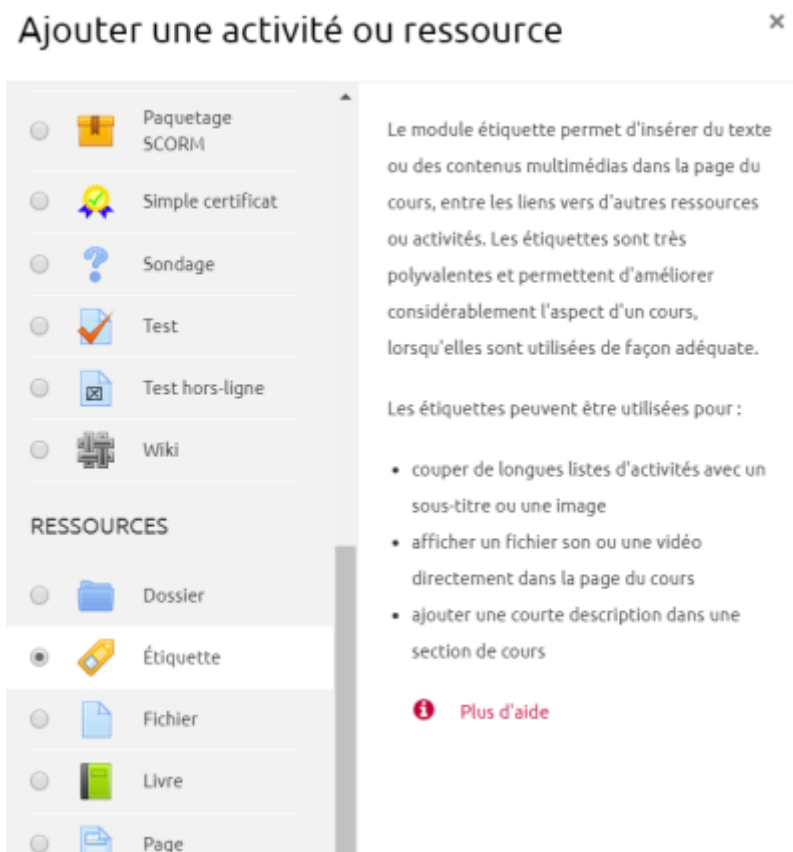 Ajouter une activité ou ressource
×
Paquetage
SCORM
Simple certificat
Sondage
Test
Test hors-ligne
Wiki
RESSOURCES
Dossier
Étiquette
Fichier
Livre
Page
Le module étiquette permet d'insérer du texte
ou des contenus multimédias dans la page du
cours, entre les liens vers d'autres ressources
ou activités. Les étiquettes sont très
polyvalentes et permettent d'améliorer
considérablement l'aspect d'un cours,
lorsqu'elles sont utilisées de façon adéquate.
Les étiquettes peuvent être utilisées pour :
• couper de longues listes d'activités avec un
sous-titre ou une image
• afficher un fichier son ou une vidéo
directement dans la page du cours
• ajouter une courte description dans une
section de cours
Plus d'aide